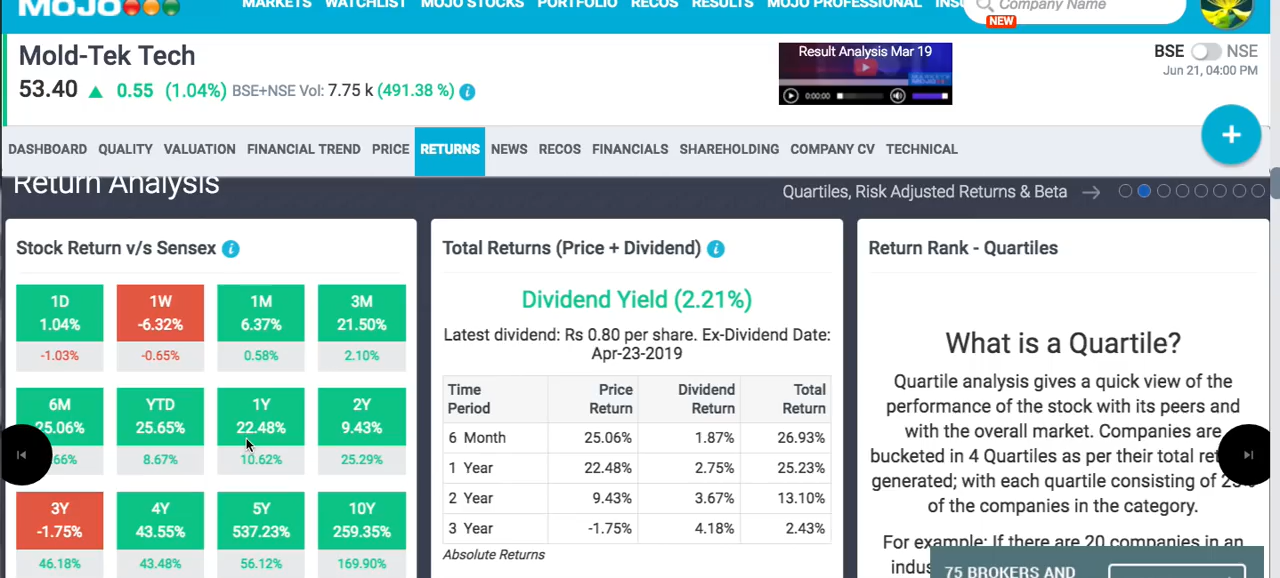 MOJO
MARKETS WATCHLIST MOJO STOCKS PORTFOLIO RECOS RESULTS MOJO PROFESSIONAL
Company Name
NEW
Mold-Tek Tech
53.40 ▲ 0.55 (1.04%) BSE+NSE Vol: 7.75 k (491.38 %)
Result Analysis Mar 19
0:00:00
BSE NSE
Jun 21, 04:00 PM
+
DASHBOARD QUALITY VALUATION FINANCIAL TREND PRICE RETURNS NEWS RECOS FINANCIALS SHAREHOLDING COMPANY CV TECHNICAL
Return Analysis
Quartiles, Risk Adjusted Returns & Beta →
Stock Return v/s Sensex
1D 1W 1M 3M
1.04% -6.32% 6.37% 21.50%
-1.03% -0.65% 0.58% 2.10%
6M YTD 1Y 2Y
25.06% 25.65% 22.48% 9.43%
66% 8.67% 10.62% 25.29%
3Y 4Y 5Y 10Y
-1.75% 43.55% 537.23% 259.35%
46.18% 43.48% 56.12% 169.90%
Total Returns (Price + Dividend)
Dividend Yield (2.21%)
Latest dividend: Rs 0.80 per share. Ex-Dividend Date:
Apr-23-2019
Time Period Price Return Dividend Return Total Return
6 Month 25.06% 1.87% 26.93%
1 Year 22.48% 2.75% 25.23%
2 Year 9.43% 3.67% 13.10%
3 Year -1.75% 4.18% 2.43%
Absolute Returns
Return Rank - Quartiles
What is a Quartile?
Quartile analysis gives a quick view of the
performance of the stock with its peers and
with the overall market. Companies are
bucketed in 4 Quartiles as per their total
generated; with each quartile consisting of
of the companies in the category.
For example: If there are 20 companies in an
75 BROKERS AND